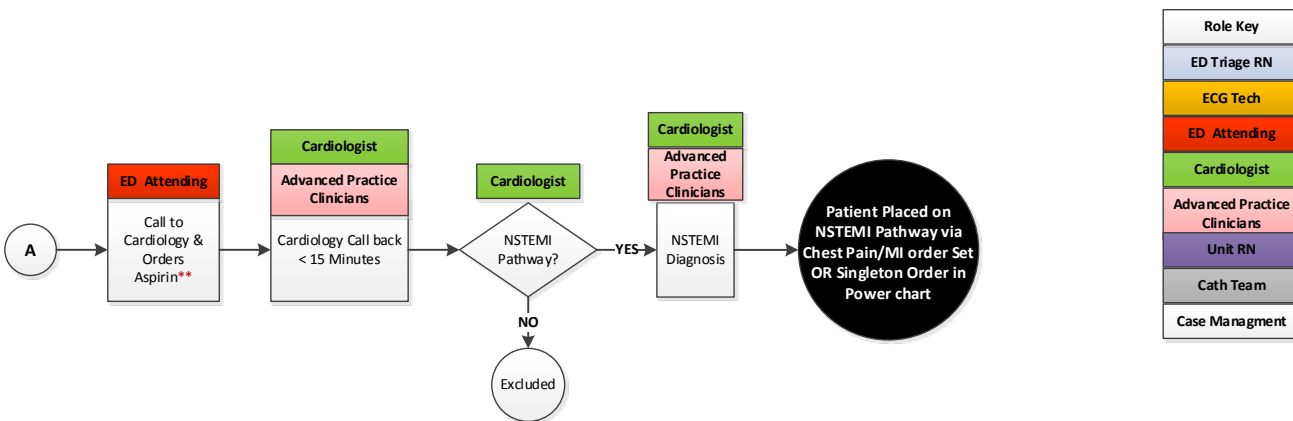 A
ED Attending
Call to
Cardiology &
Orders
Aspirin**
Cardiologist
Advanced Practice
Clinicians
Cardiology Call back
< 15 Minutes
Cardiologist
NSTEMI
Pathway?
YES
NO
Excluded
Cardiologist
Advanced
Practice
Clinicians
NSTEMI
Diagnosis
Patient Placed on
NSTEMI Pathway via
Chest Pain/MI order Set
OR Singleton Order in
Power chart
Role Key
ED Triage RN
ECG Tech
ED Attending
Cardiologist
Advanced Practice
Clinicians
Unit RN
Cath Team
Case Managment